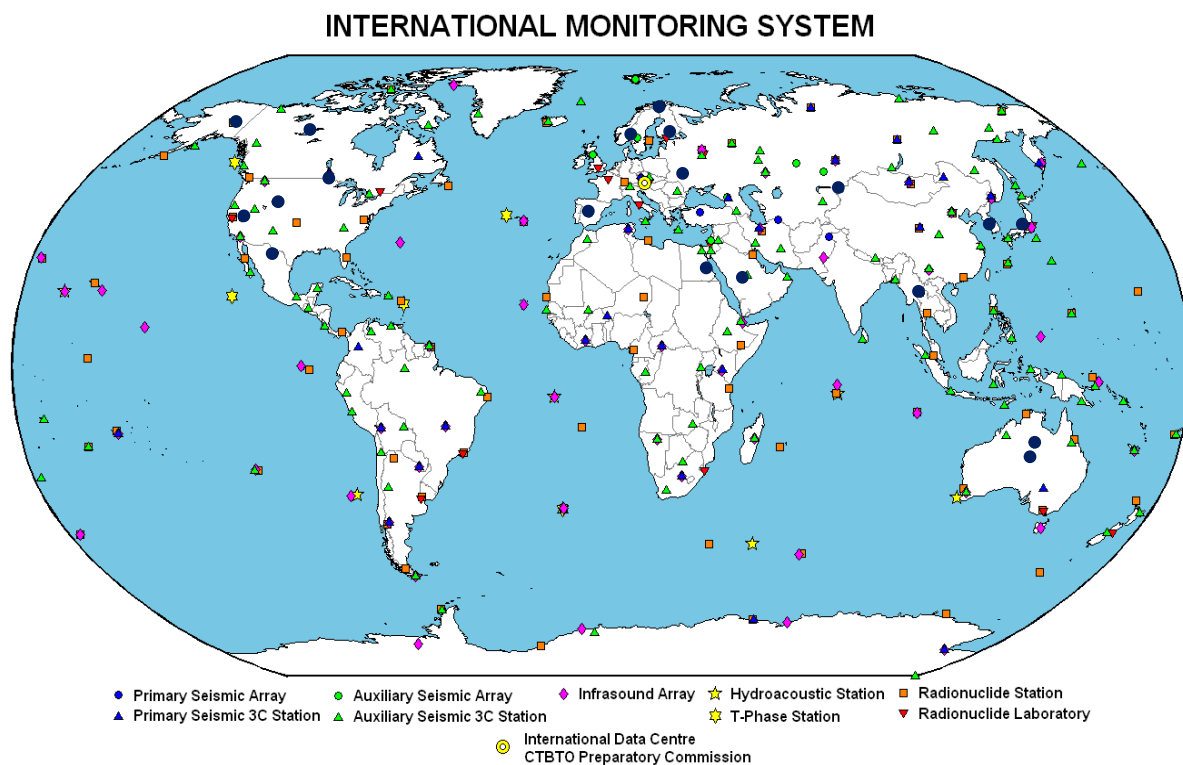 INTERNATIONAL MONITORING SYSTEM
Primary Seismic Array
Auxiliary Seismic Array
Infrasound Array
Hydroacoustic Station
Radionuclide Station
Primary Seismic 3C Station
Auxiliary Seismic 3C Station
T-Phase Station
Radionuclide Laboratory
International Data Centre
CTBTO Preparatory Commission